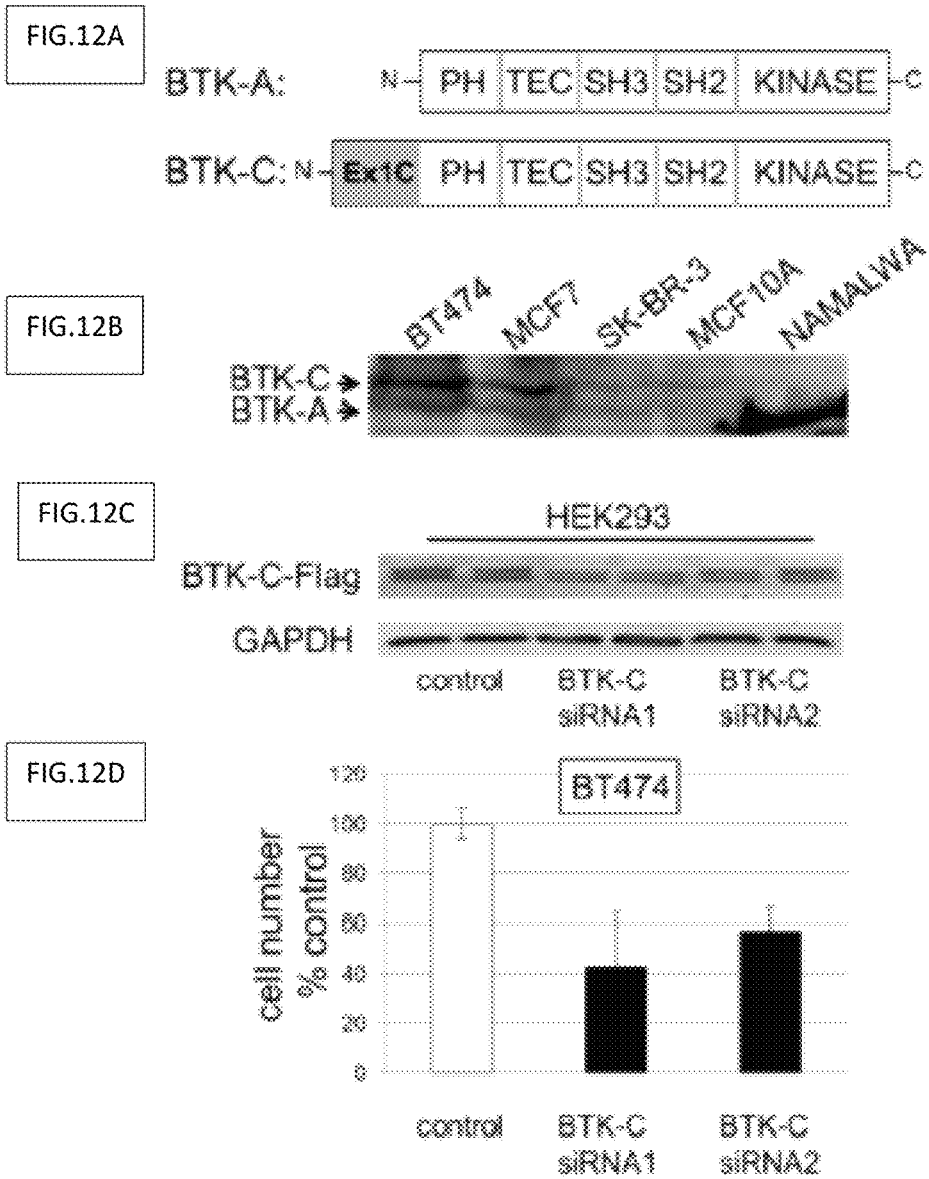 FIG.12A
BTK-A: N PH TEC SH3 SH2 KINASE C
BTK-C: N Ex1C PH TEC SH3 SH2 KINASE C
FIG.12B
BT474 MCF7 SK-BR-3 MCF10A NAMALWA
BTK-C
BTK-A
FIG.12C
HEK293
BTK-C-Flag
GAPDH
control BTK-C BTK-C
siRNA1 siRNA2
FIG.12D
BT474
cell number
% control
120
100
80
60
40
20
0
control BTK-C BTK-C
siRNA1 siRNA2